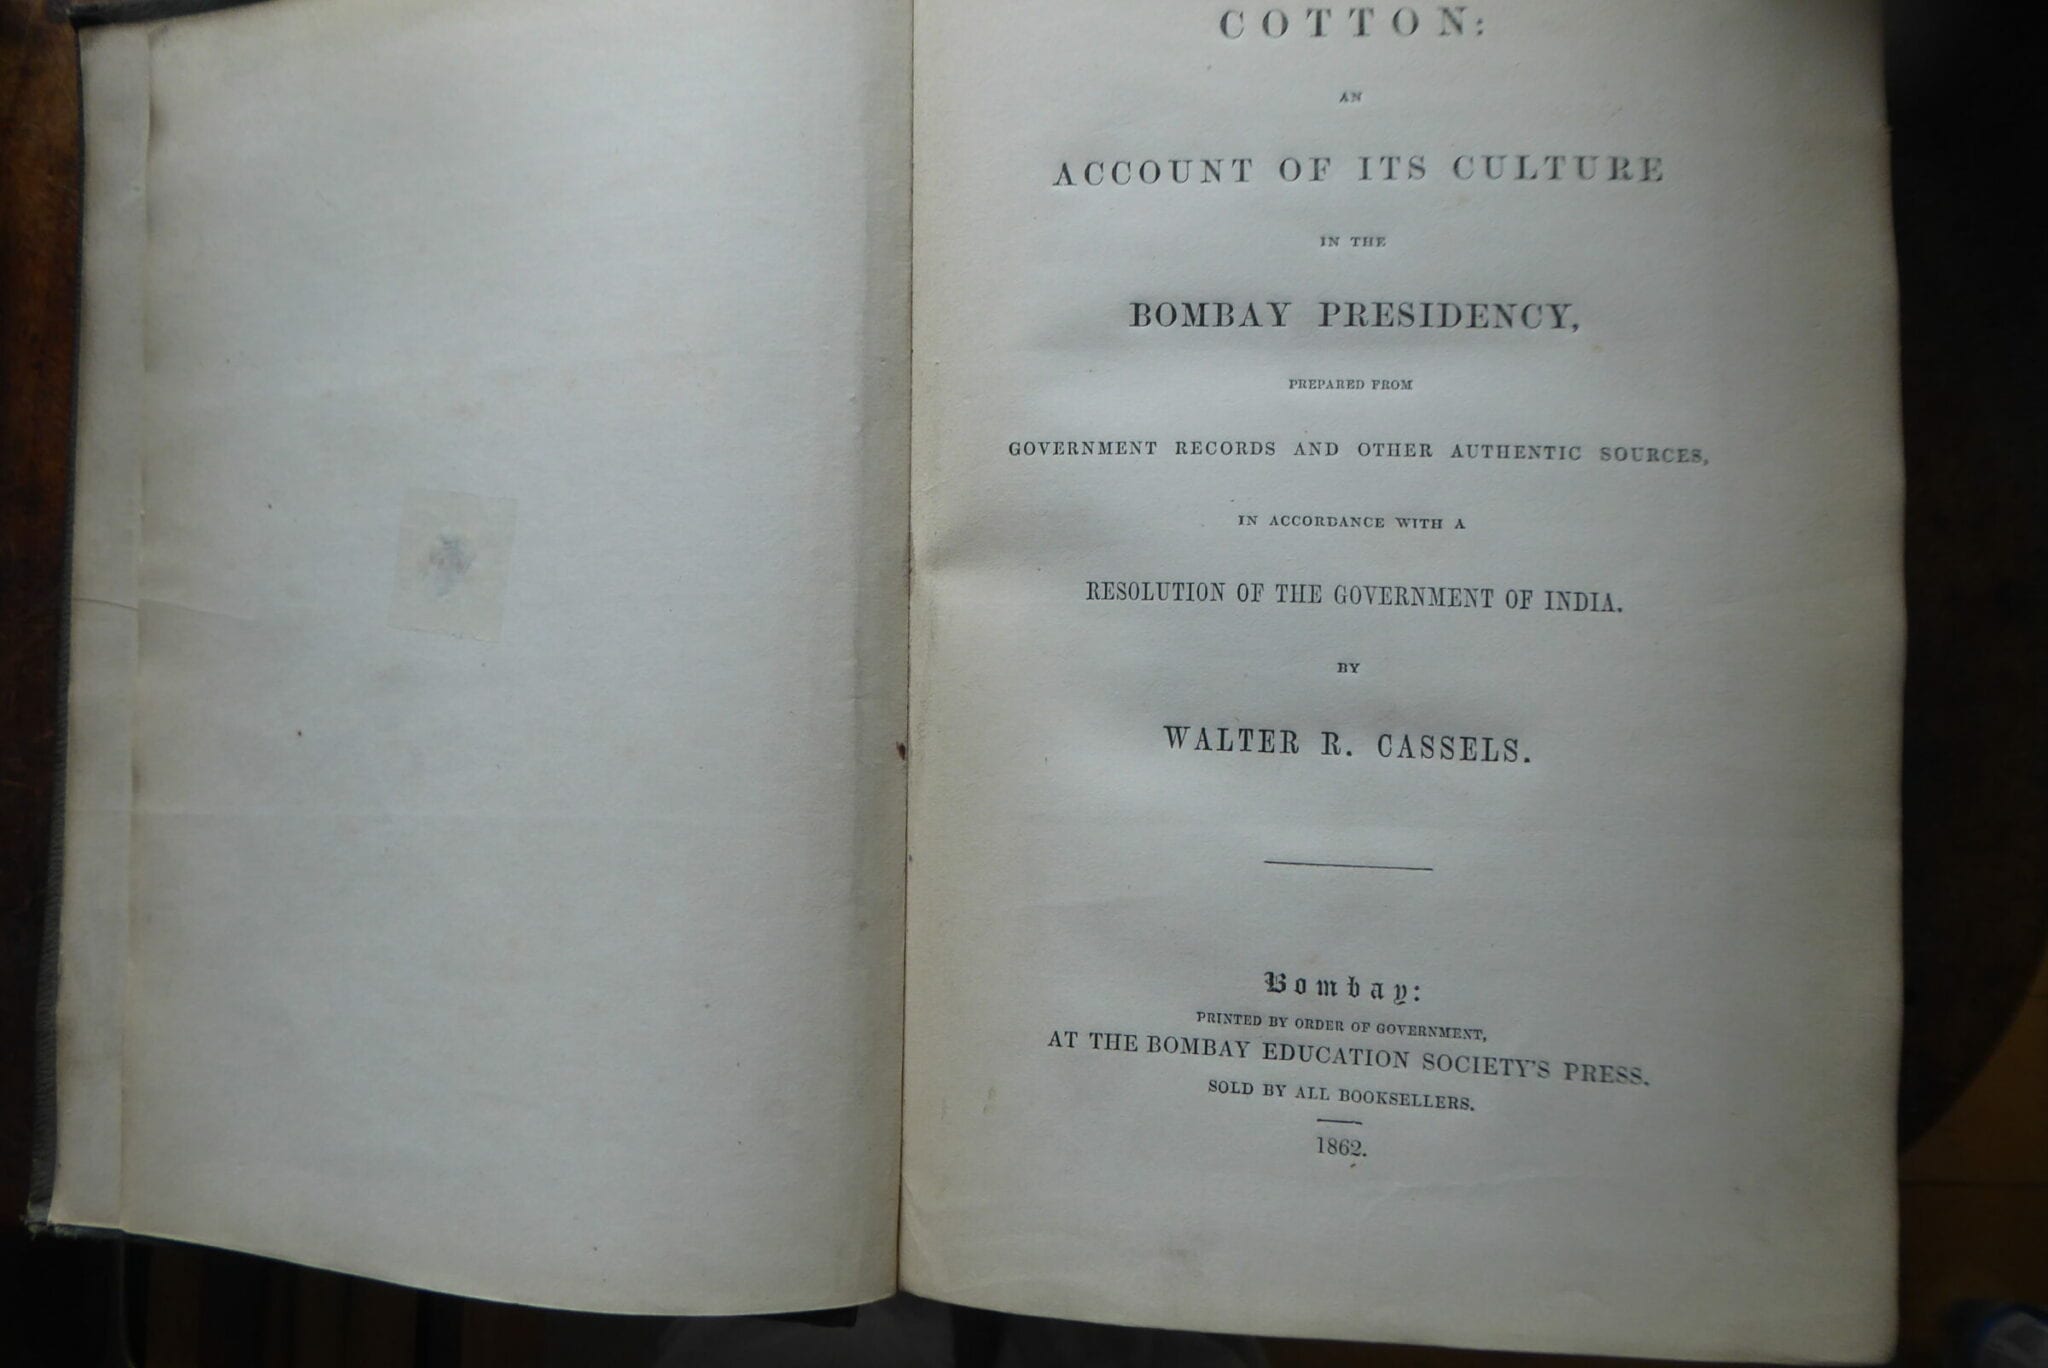 COTTON:
AN
ACCOUNT OF ITS CULTURE
IN THE
BOMBAY PRESIDENCY,
PREPARED FROM
GOVERNMENT RECORDS AND OTHER AUTHENTIC SOURCES,
IN ACCORDANCE WITH A
RESOLUTION OF THE GOVERNMENT OF INDIA.
BY
WALTER R. CASSELS.
Bombay:
PRINTED BY ORDER OF GOVERNMENT,
AT THE BOMBAY EDUCATION SOCIETY'S PRESS.
SOLD BY ALL BOOKSELLERS.
1862.